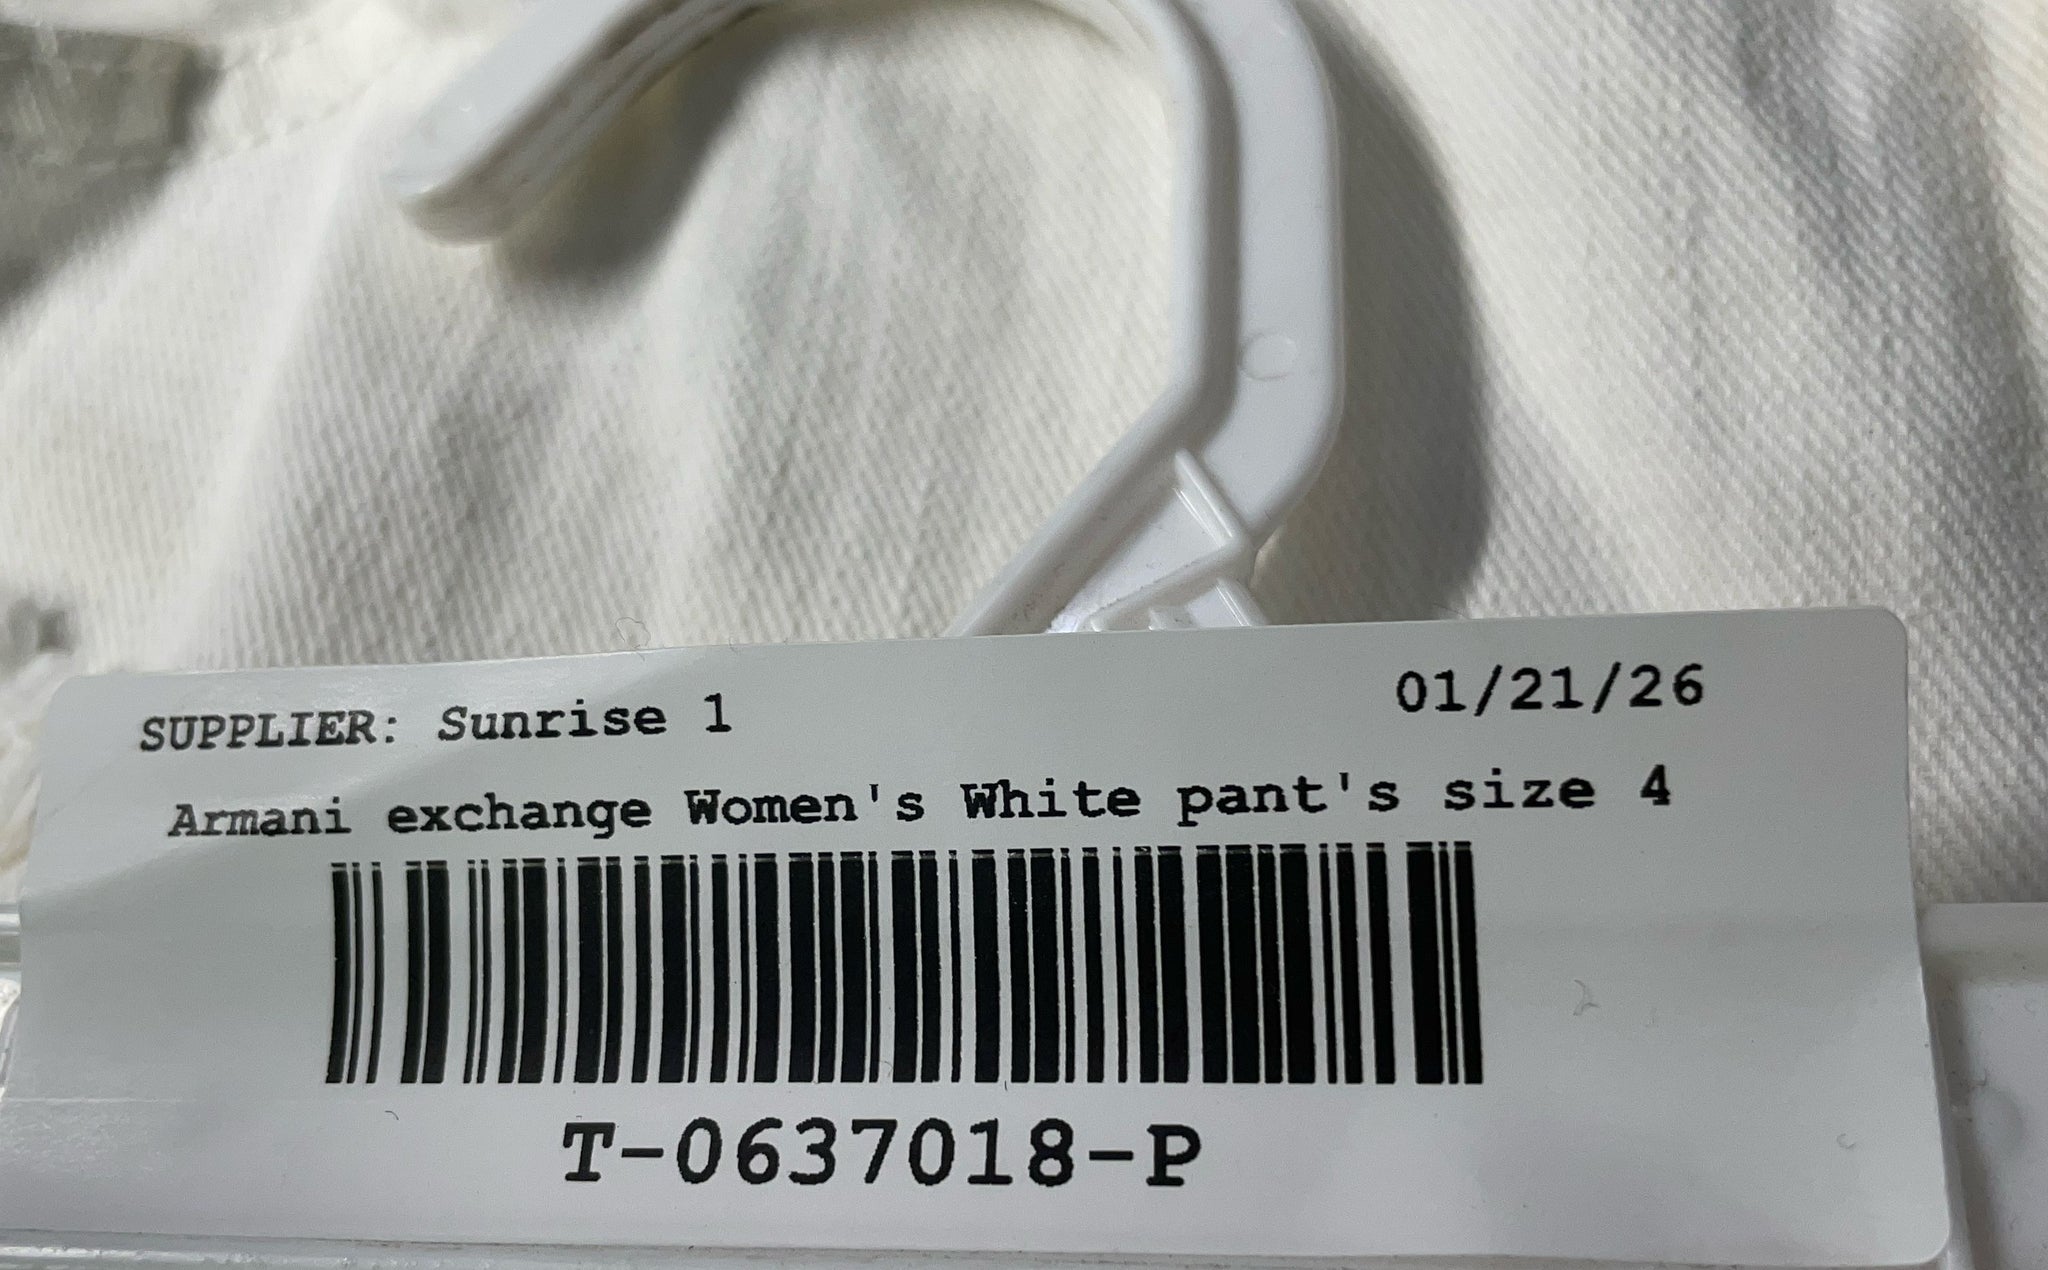 SUPPLIER: Sunrise 1 01/21/26
Armani exchange Women's White pant's size 4
T-0637018-P